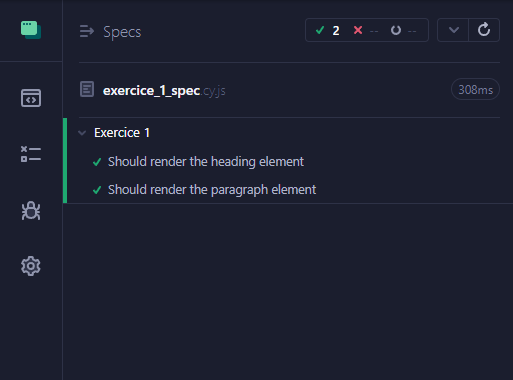 Specs 2 -- --
exercice_1_spec.cy.js 308ms
Exercice 1
Should render the heading element
Should render the paragraph element